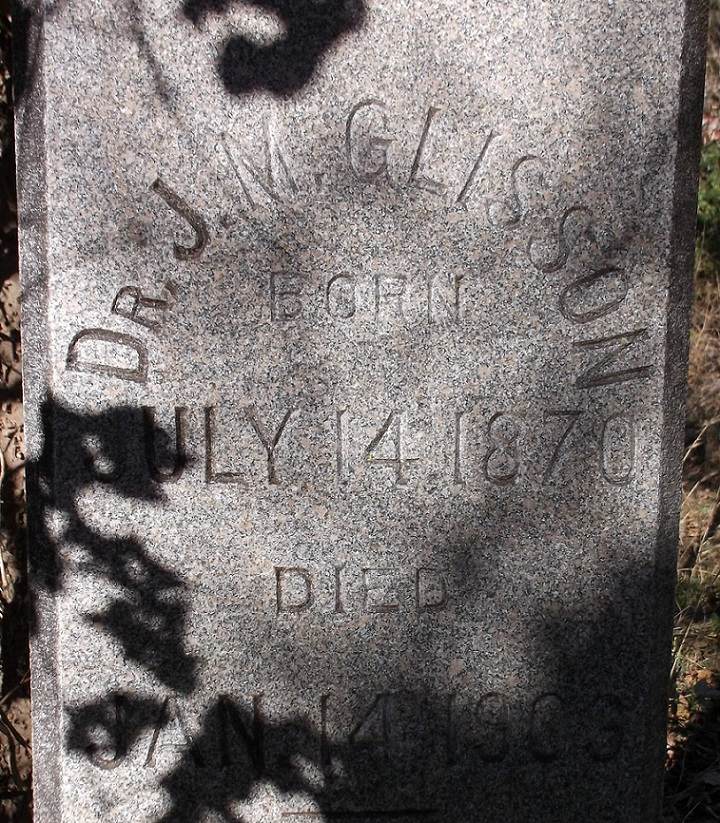 DR. J. M. GLISSON
BORN
JULY 14 1870
DIED
JAN. 14 1903